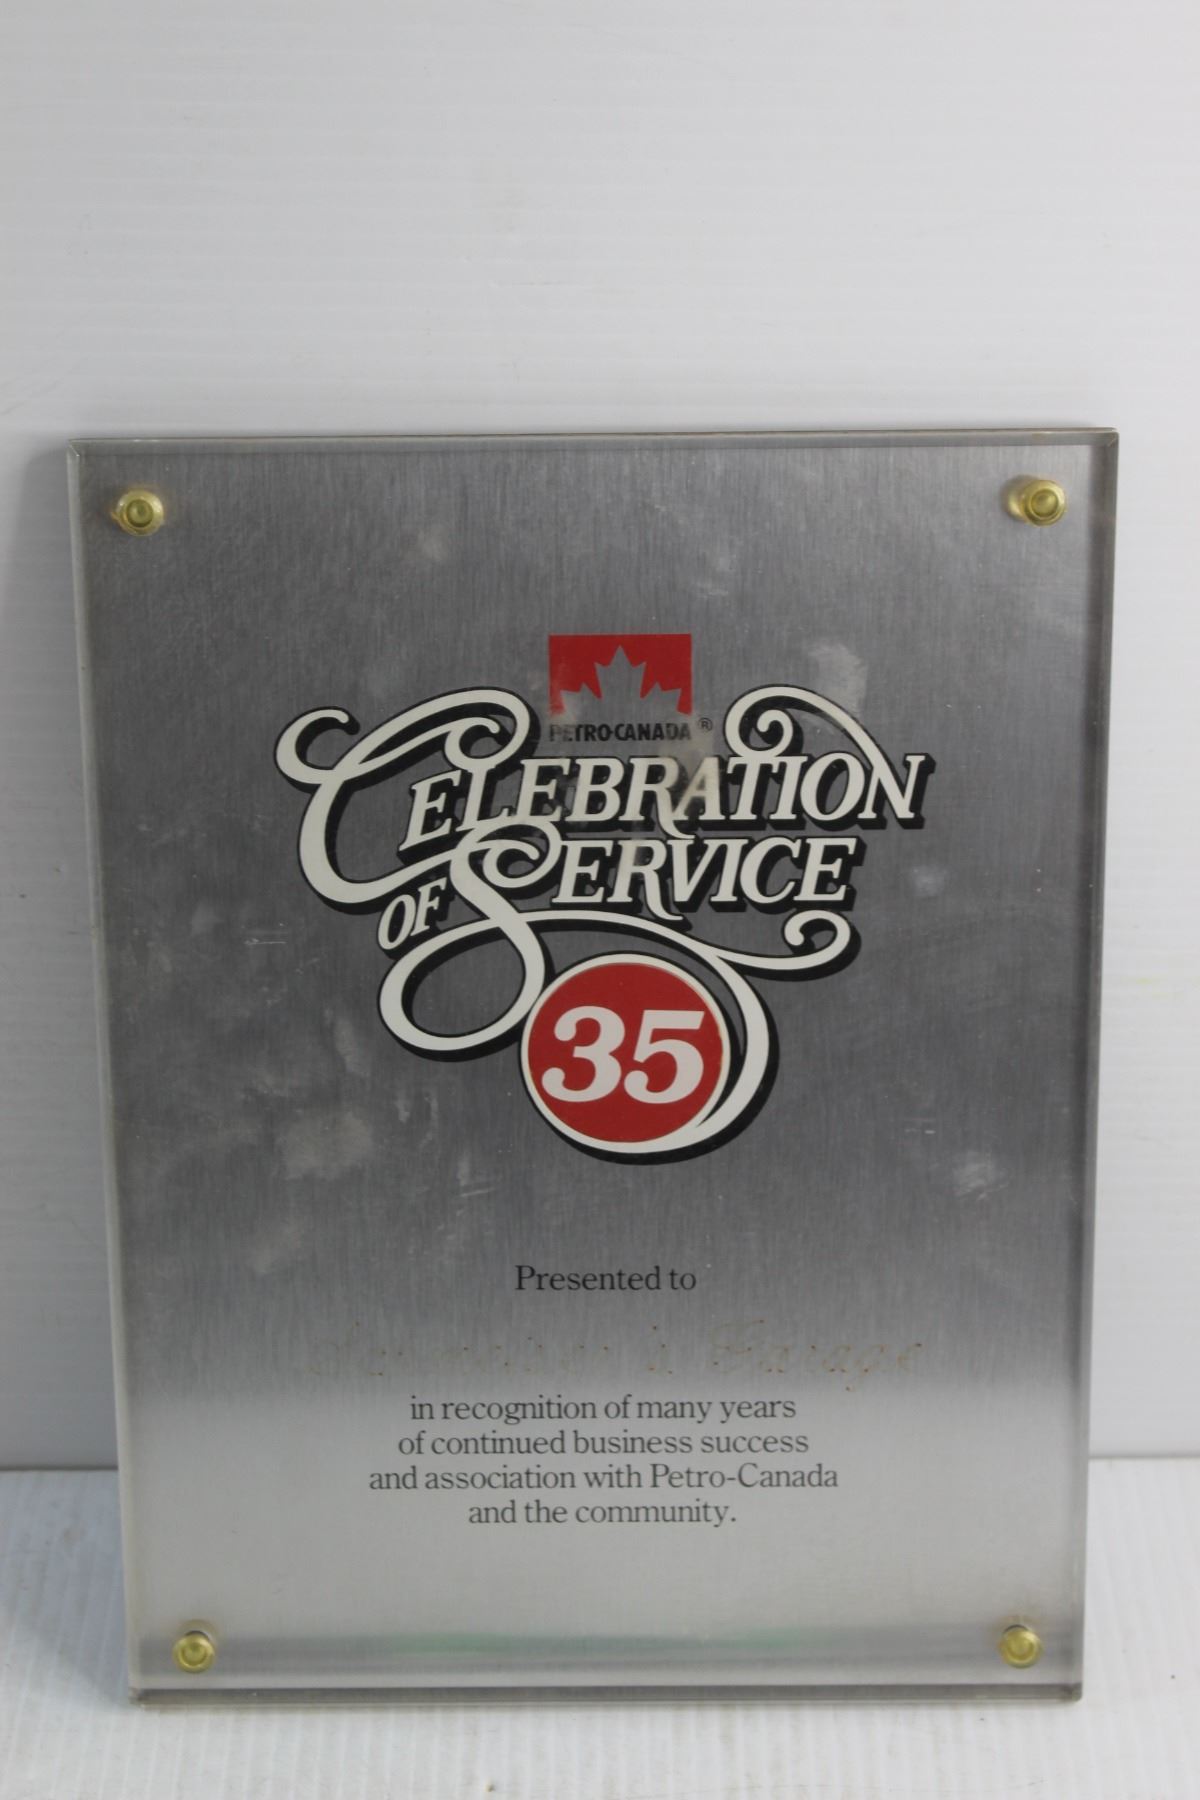 PETRO-CANADA ®
CELEBRATION
OF SERVICE
35
Presented to
Garage
in recognition of many years
of continued business success
and association with Petro-Canada
and the community.